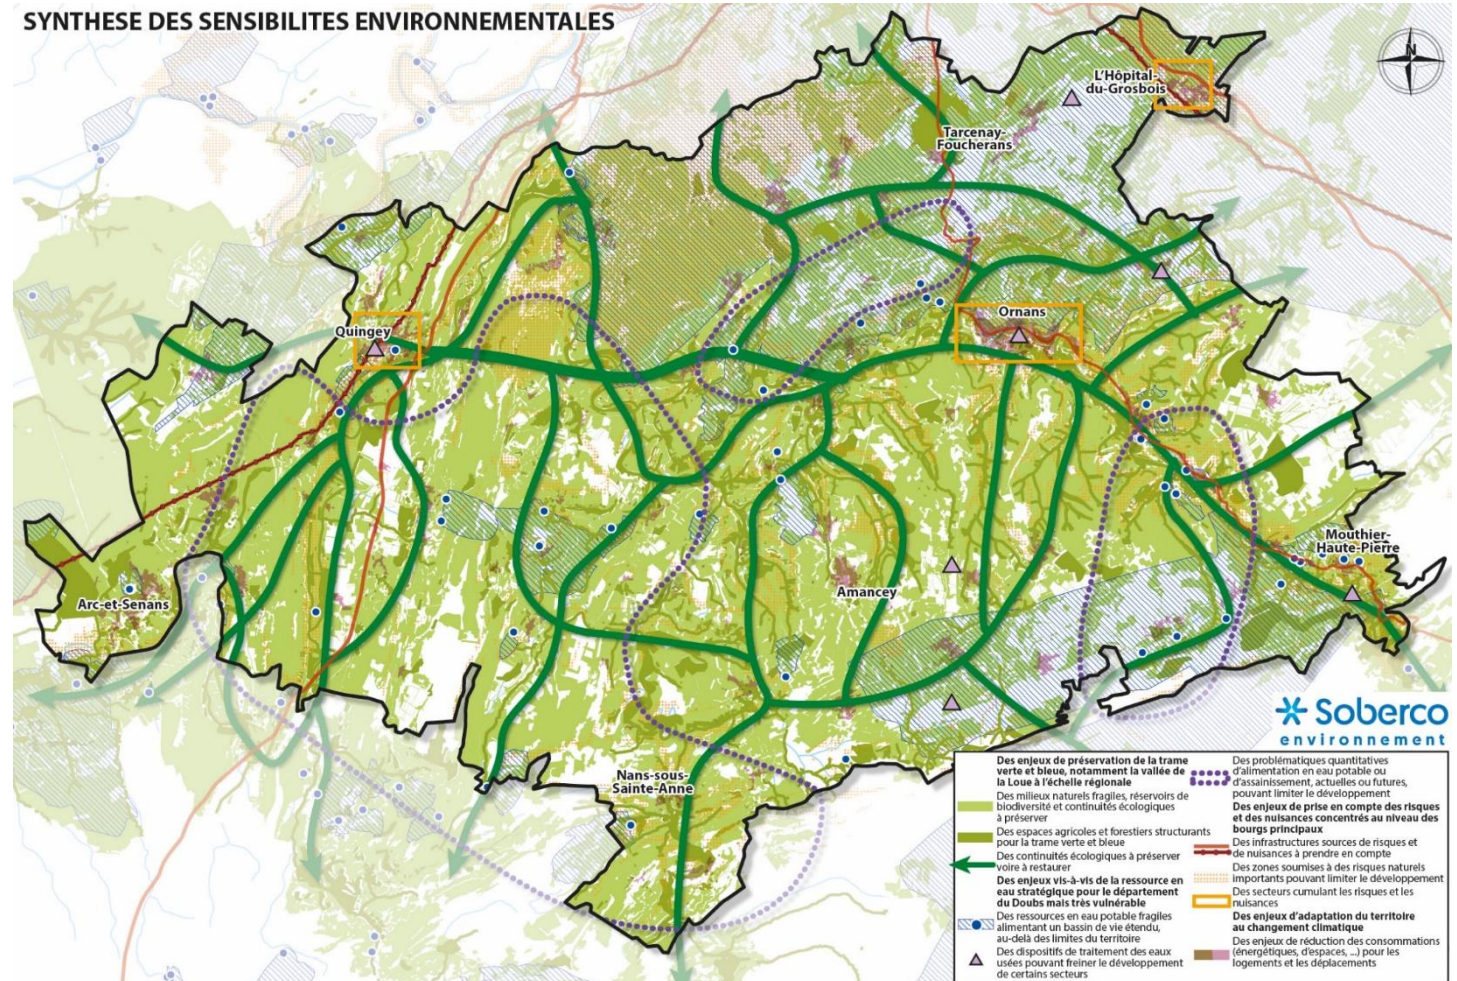 SYNTHESE DES SENSIBILITES ENVIRONNEMENTALES
N
L'Hôpital-
du-Grosbois
Tarcenay-
Foucherans
Quingey
Ornans
Mouthier-
Haute-Pierre
Arc-et-Senans
Amancey
Nans-sous-
Sainte-Anne
Soberco
environnement
Des enjeux de préservation de la trame
verte et bleue, notamment la vallée de
la Loue à l'échelle régionale
Des milieux naturels fragiles, réservoirs de
biodiversité et continuités écologiques
à préserver
Des espaces agricoles et forestiers structurants
pour la trame verte et bleue
Des continuités écologiques à préserver
voire à restaurer
Des enjeux vis-à-vis de la ressource en
eau stratégique pour le département
du Doubs mais très vulnérable
Des ressources en eau potable fragiles
alimentant un bassin de vie étendu,
au-delà des limites du territoire
Des dispositifs de traitement des eaux
usées pouvant freiner le développement
de certains secteurs
Des problématiques quantitatives
d'alimentation en eau potable ou
d'assainissement, actuelles ou futures,
pouvant limiter le développement
Des enjeux de prise en compte des risques
et des nuisances concentrés au niveau des
bourgs principaux
Des infrastructures sources de risques et
de nuisances à prendre en compte
Des zones soumises à des risques naturels
importants pouvant limiter le développement
Des secteurs cumulant les risques et les
nuisances
Des enjeux d'adaptation du territoire
au changement climatique
Des enjeux de réduction des consommations
(énergétiques, d'espaces, ...) pour les
logements et les déplacements